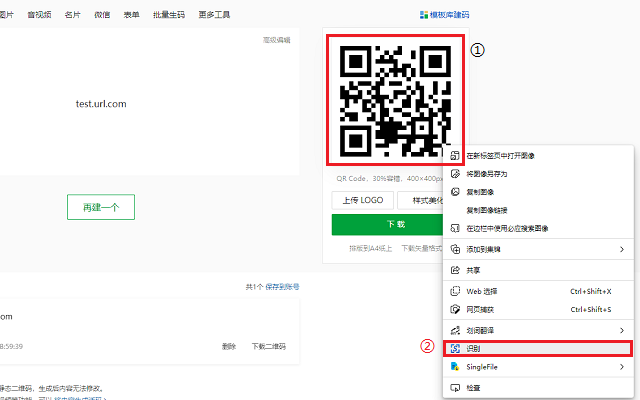 图片 音视频 名片 微信 表单 批量生码 更多工具 模板库建码
高级编辑
test.url.com
再建一个
①
QR Code, 30%容错, 400×400px
上传 LOGO 样式美化
下 载
排版到A4纸上 下载矢量格式
共1个 保存到账号
om
8:59:39 删除 下载二维码
静态二维码，生成后内容无法修改。
在新标签页中打开图像
将图像另存为
复制图像
复制图像链接
在边栏中使用必应搜索图像
添加到集锦
共享
Web 选择 Ctrl+Shift+X
网页捕获 Ctrl+Shift+S
划词翻译
② 识别
SingleFile
检查